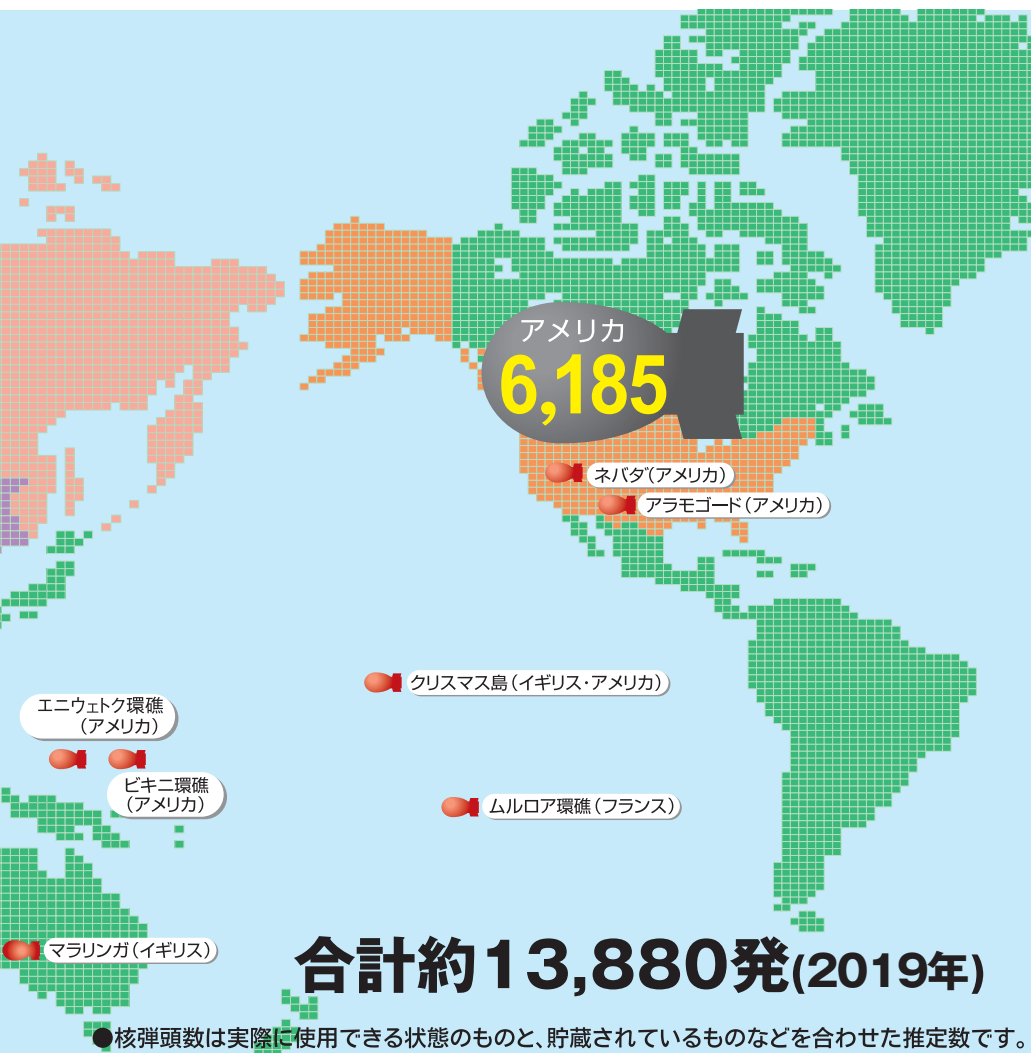 アメリカ
6,185
ネバダ(アメリカ)
アラモゴード(アメリカ)
クリスマス島(イギリス・アメリカ)
エニウェトク環礁
(アメリカ)
ビキニ環礁
(アメリカ)
ムルロア環礁(フランス)
マラリンガ(イギリス)
合計約13,880発(2019年)
●核弾頭数は実際に使用できる状態のものと、貯蔵されているものなどを合わせた推定数です。